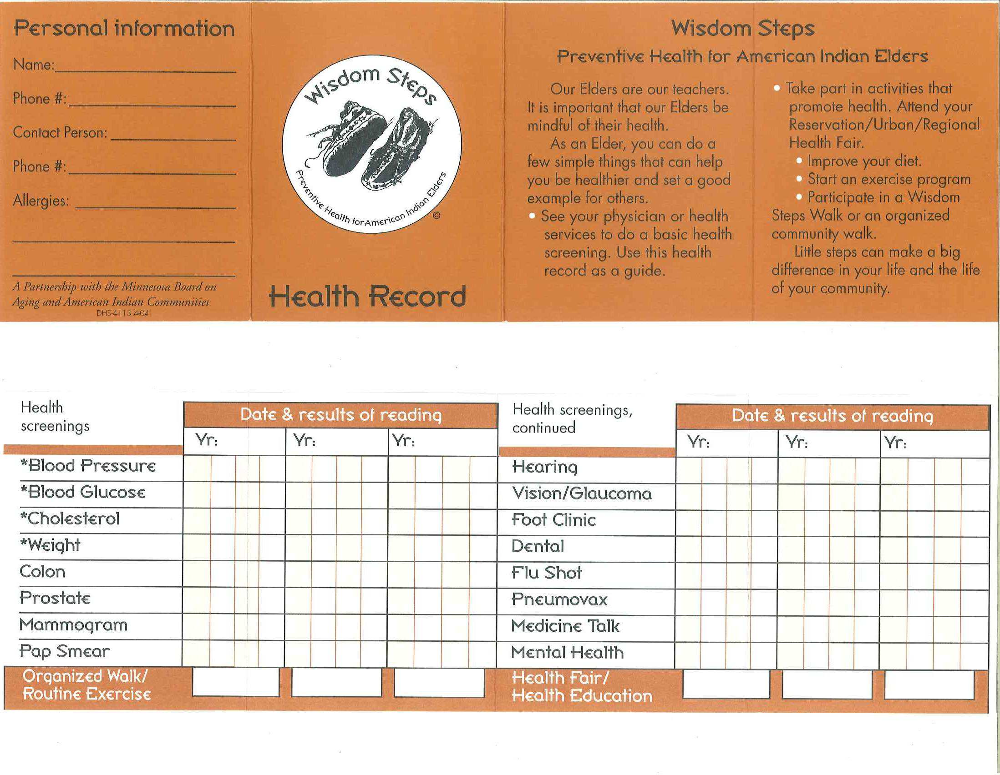 Personal information
Name:
Phone #:
Contact Person:
Phone #:
Allergies:
A Partnership with the Minnesota Board on
Aging and American Indian Communities
DHS-4113 4-04
Wisdom Steps
Preventive Health for American Indian Elders
©
Health Record
Wisdom Steps
Preventive Health for American Indian Elders
Our Elders are our teachers.
It is important that our Elders be
mindful of their health.
As an Elder, you can do a
few simple things that can help
you be healthier and set a good
example for others.
• See your physician or health
services to do a basic health
screening. Use this health
record as a guide.
• Take part in activities that
promote health. Attend your
Reservation/Urban/Regional
Health Fair.
• Improve your diet.
• Start an exercise program
• Participate in a Wisdom
Steps Walk or an organized
community walk.
Little steps can make a big
difference in your life and the life
of your community.
Health
screenings
Date & results of reading
Yr: Yr: Yr:
*Blood Pressure
*Blood Glucose
*Cholesterol
*Weight
Colon
Prostate
Mammogram
Pap Smear
Organized Walk/
Routine Exercise
Health screenings,
continued
Date & results of reading
Yr: Yr: Yr:
Hearing
Vision/Glaucoma
Foot Clinic
Dental
Flu Shot
Pneumovax
Medicine Talk
Mental Health
Health Fair/
Health Education